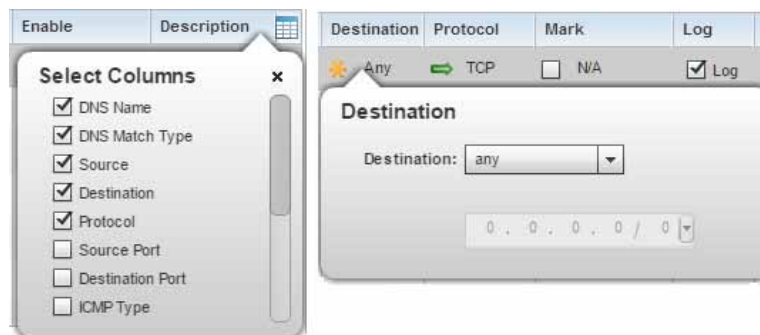 Enable Description
Select Columns ×
DNS Name
DNS Match Type
Source
Destination
Protocol
Source Port
Destination Port
ICMP Type
Destination Protocol Mark Log
Any TCP N/A Log
Destination
Destination: any
0 . 0 . 0 . 0 / 0